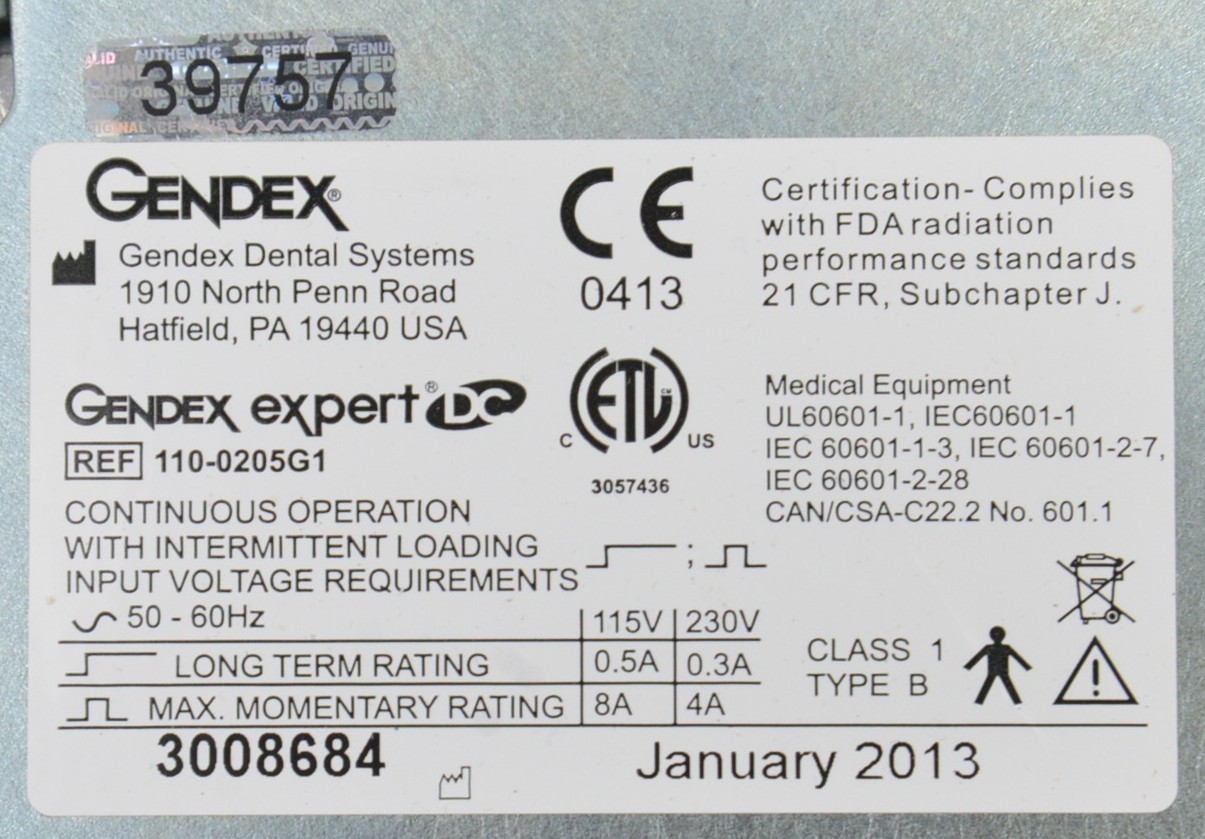 39757
GENDEX®
Gendex Dental Systems
1910 North Penn Road
Hatfield, PA 19440 USA
CE
0413
Certification- Complies
with FDA radiation
performance standards
21 CFR, Subchapter J.
GENDEX expert® DC
REF 110-0205G1
C ETL CM US
3057436
Medical Equipment
UL60601-1, IEC60601-1
IEC 60601-1-3, IEC 60601-2-7,
IEC 60601-2-28
CAN/CSA-C22.2 No. 601.1
CONTINUOUS OPERATION
WITH INTERMITTENT LOADING ;
INPUT VOLTAGE REQUIREMENTS
50 - 60Hz 115V 230V
LONG TERM RATING 0.5A 0.3A
MAX. MOMENTARY RATING 8A 4A
CLASS 1
TYPE B
3008684 January 2013